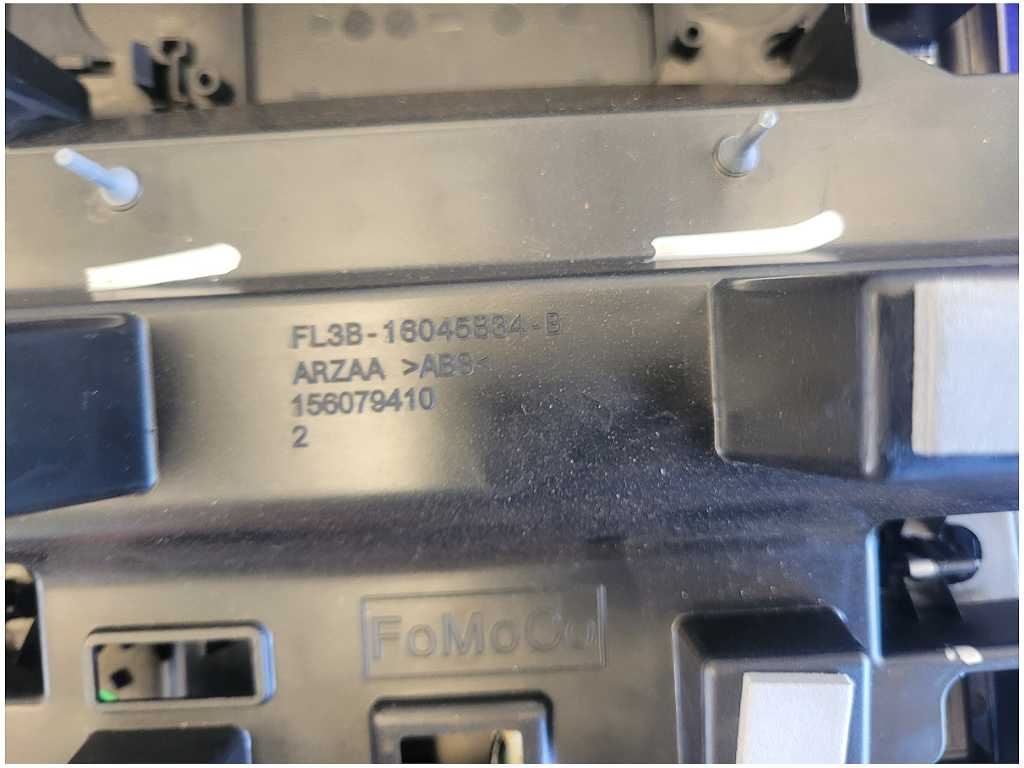 FL3B-16045B34-B
ARZAA >ABS<
156079410
2
FoMoCo